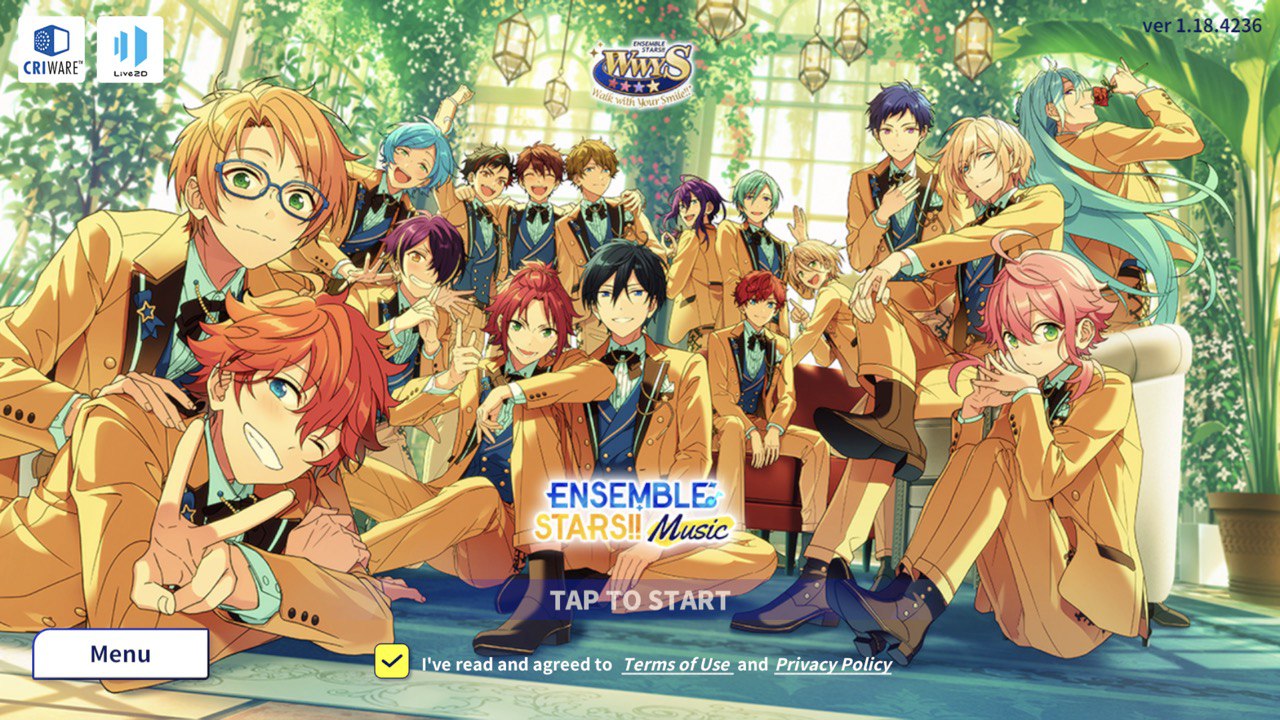 CRIWARE™
Live2D
ENSEMBLE
STARS!!
WWYS
Walk with Your Smile!!
ver 1.18.4236
ENSEMBLE
STARS!! Music
TAP TO START
Menu
I've read and agreed to Terms of Use and Privacy Policy